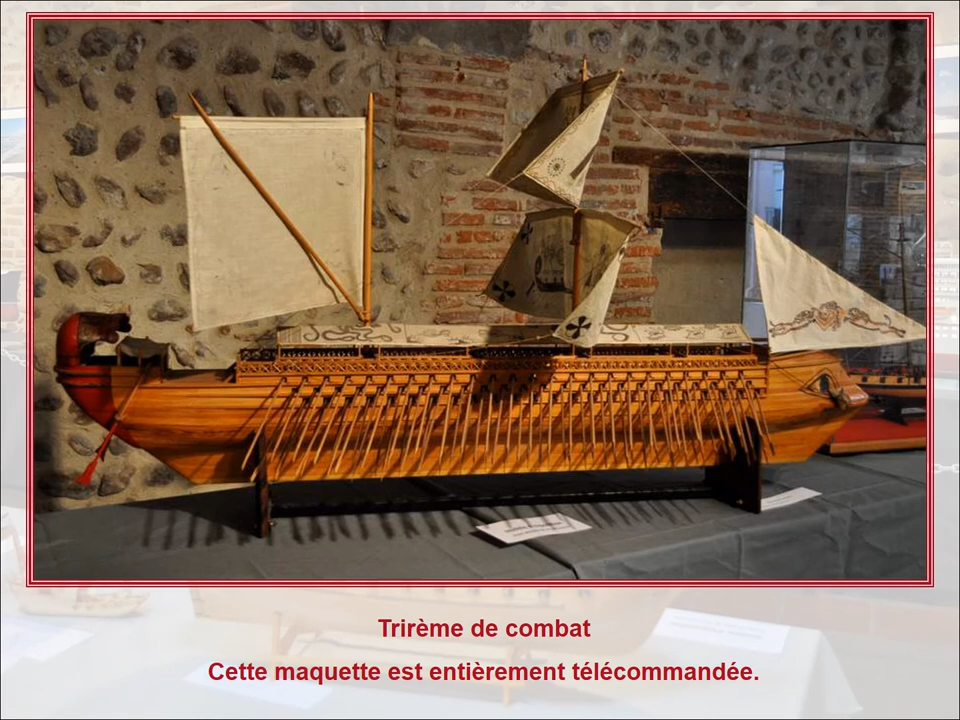 Trirème de combat
Cette maquette est entièrement télécommandée.